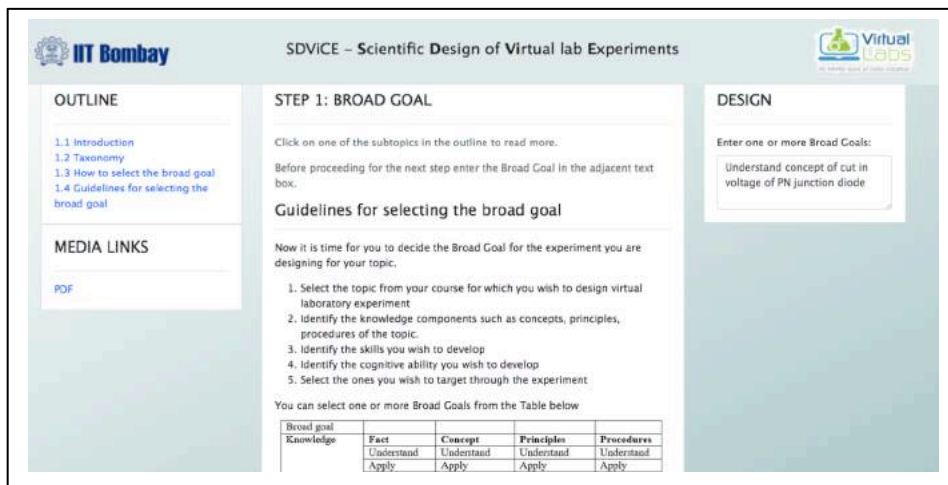 IIT Bombay
SDViCE – Scientific Design of Virtual lab Experiments
Virtual
Labs
OUTLINE
1.1 Introduction
1.2 Taxonomy
1.3 How to select the broad goal
1.4 Guidelines for selecting the
broad goal
MEDIA LINKS
PDF
STEP 1: BROAD GOAL
Click on one of the subtopics in the outline to read more.
Before proceeding for the next step enter the Broad Goal in the adjacent text
box.
Guidelines for selecting the broad goal
Now it is time for you to decide the Broad Goal for the experiment you are
designing for your topic.
1. Select the topic from your course for which you wish to design virtual
laboratory experiment
2. Identify the knowledge components such as concepts, principles,
procedures of the topic.
3. Identify the skills you wish to develop
4. Identify the cognitive ability you wish to develop
5. Select the ones you wish to target through the experiment
You can select one or more Broad Goals from the Table below
Broad goal
Knowledge Fact Concept Principles Procedures
Understand Understand Understand Understand
Apply Apply Apply Apply
DESIGN
Enter one or more Broad Goals:
Understand concept of cut in
voltage of PN junction diode